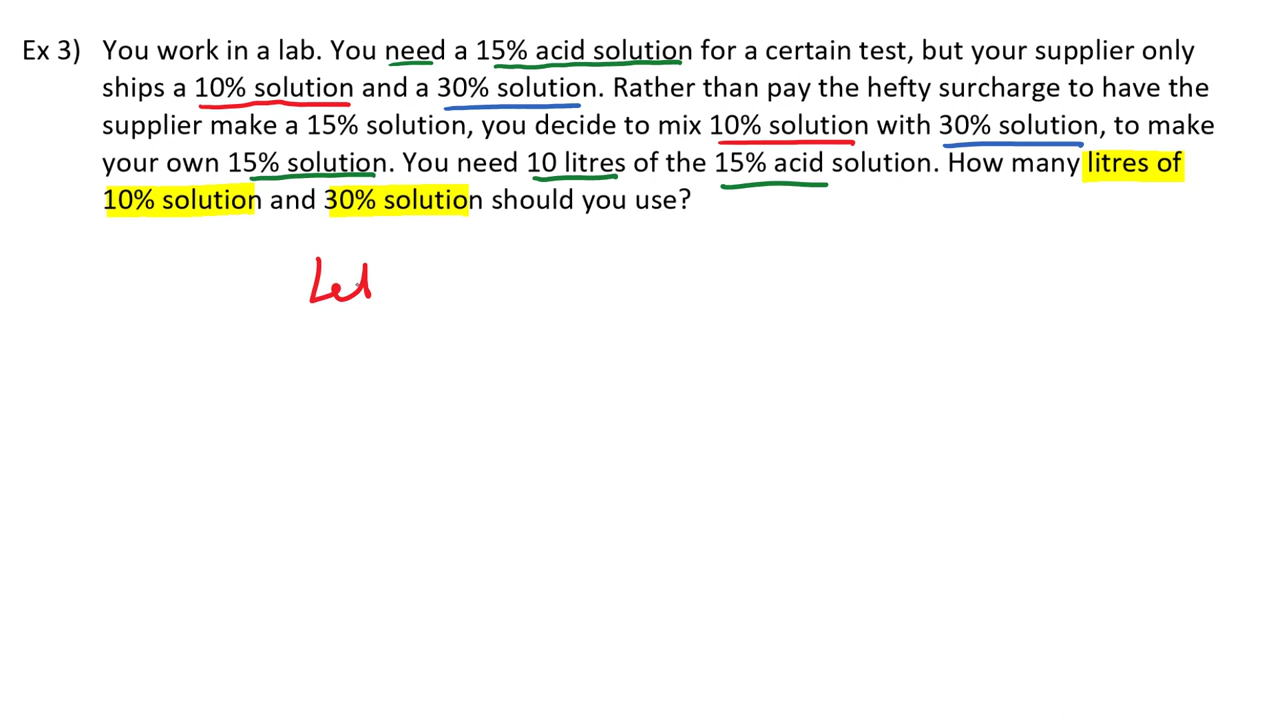 Ex 3) You work in a lab. You need a 15% acid solution for a certain test, but your supplier only
ships a 10% solution and a 30% solution. Rather than pay the hefty surcharge to have the
supplier make a 15% solution, you decide to mix 10% solution with 30% solution, to make
your own 15% solution. You need 10 litres of the 15% acid solution. How many litres of
10% solution and 30% solution should you use?
Let